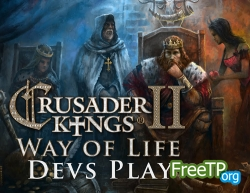 CRUSADER
KINGS II
WAY OF LIFE
DEVS PLAY
FreeTP.org